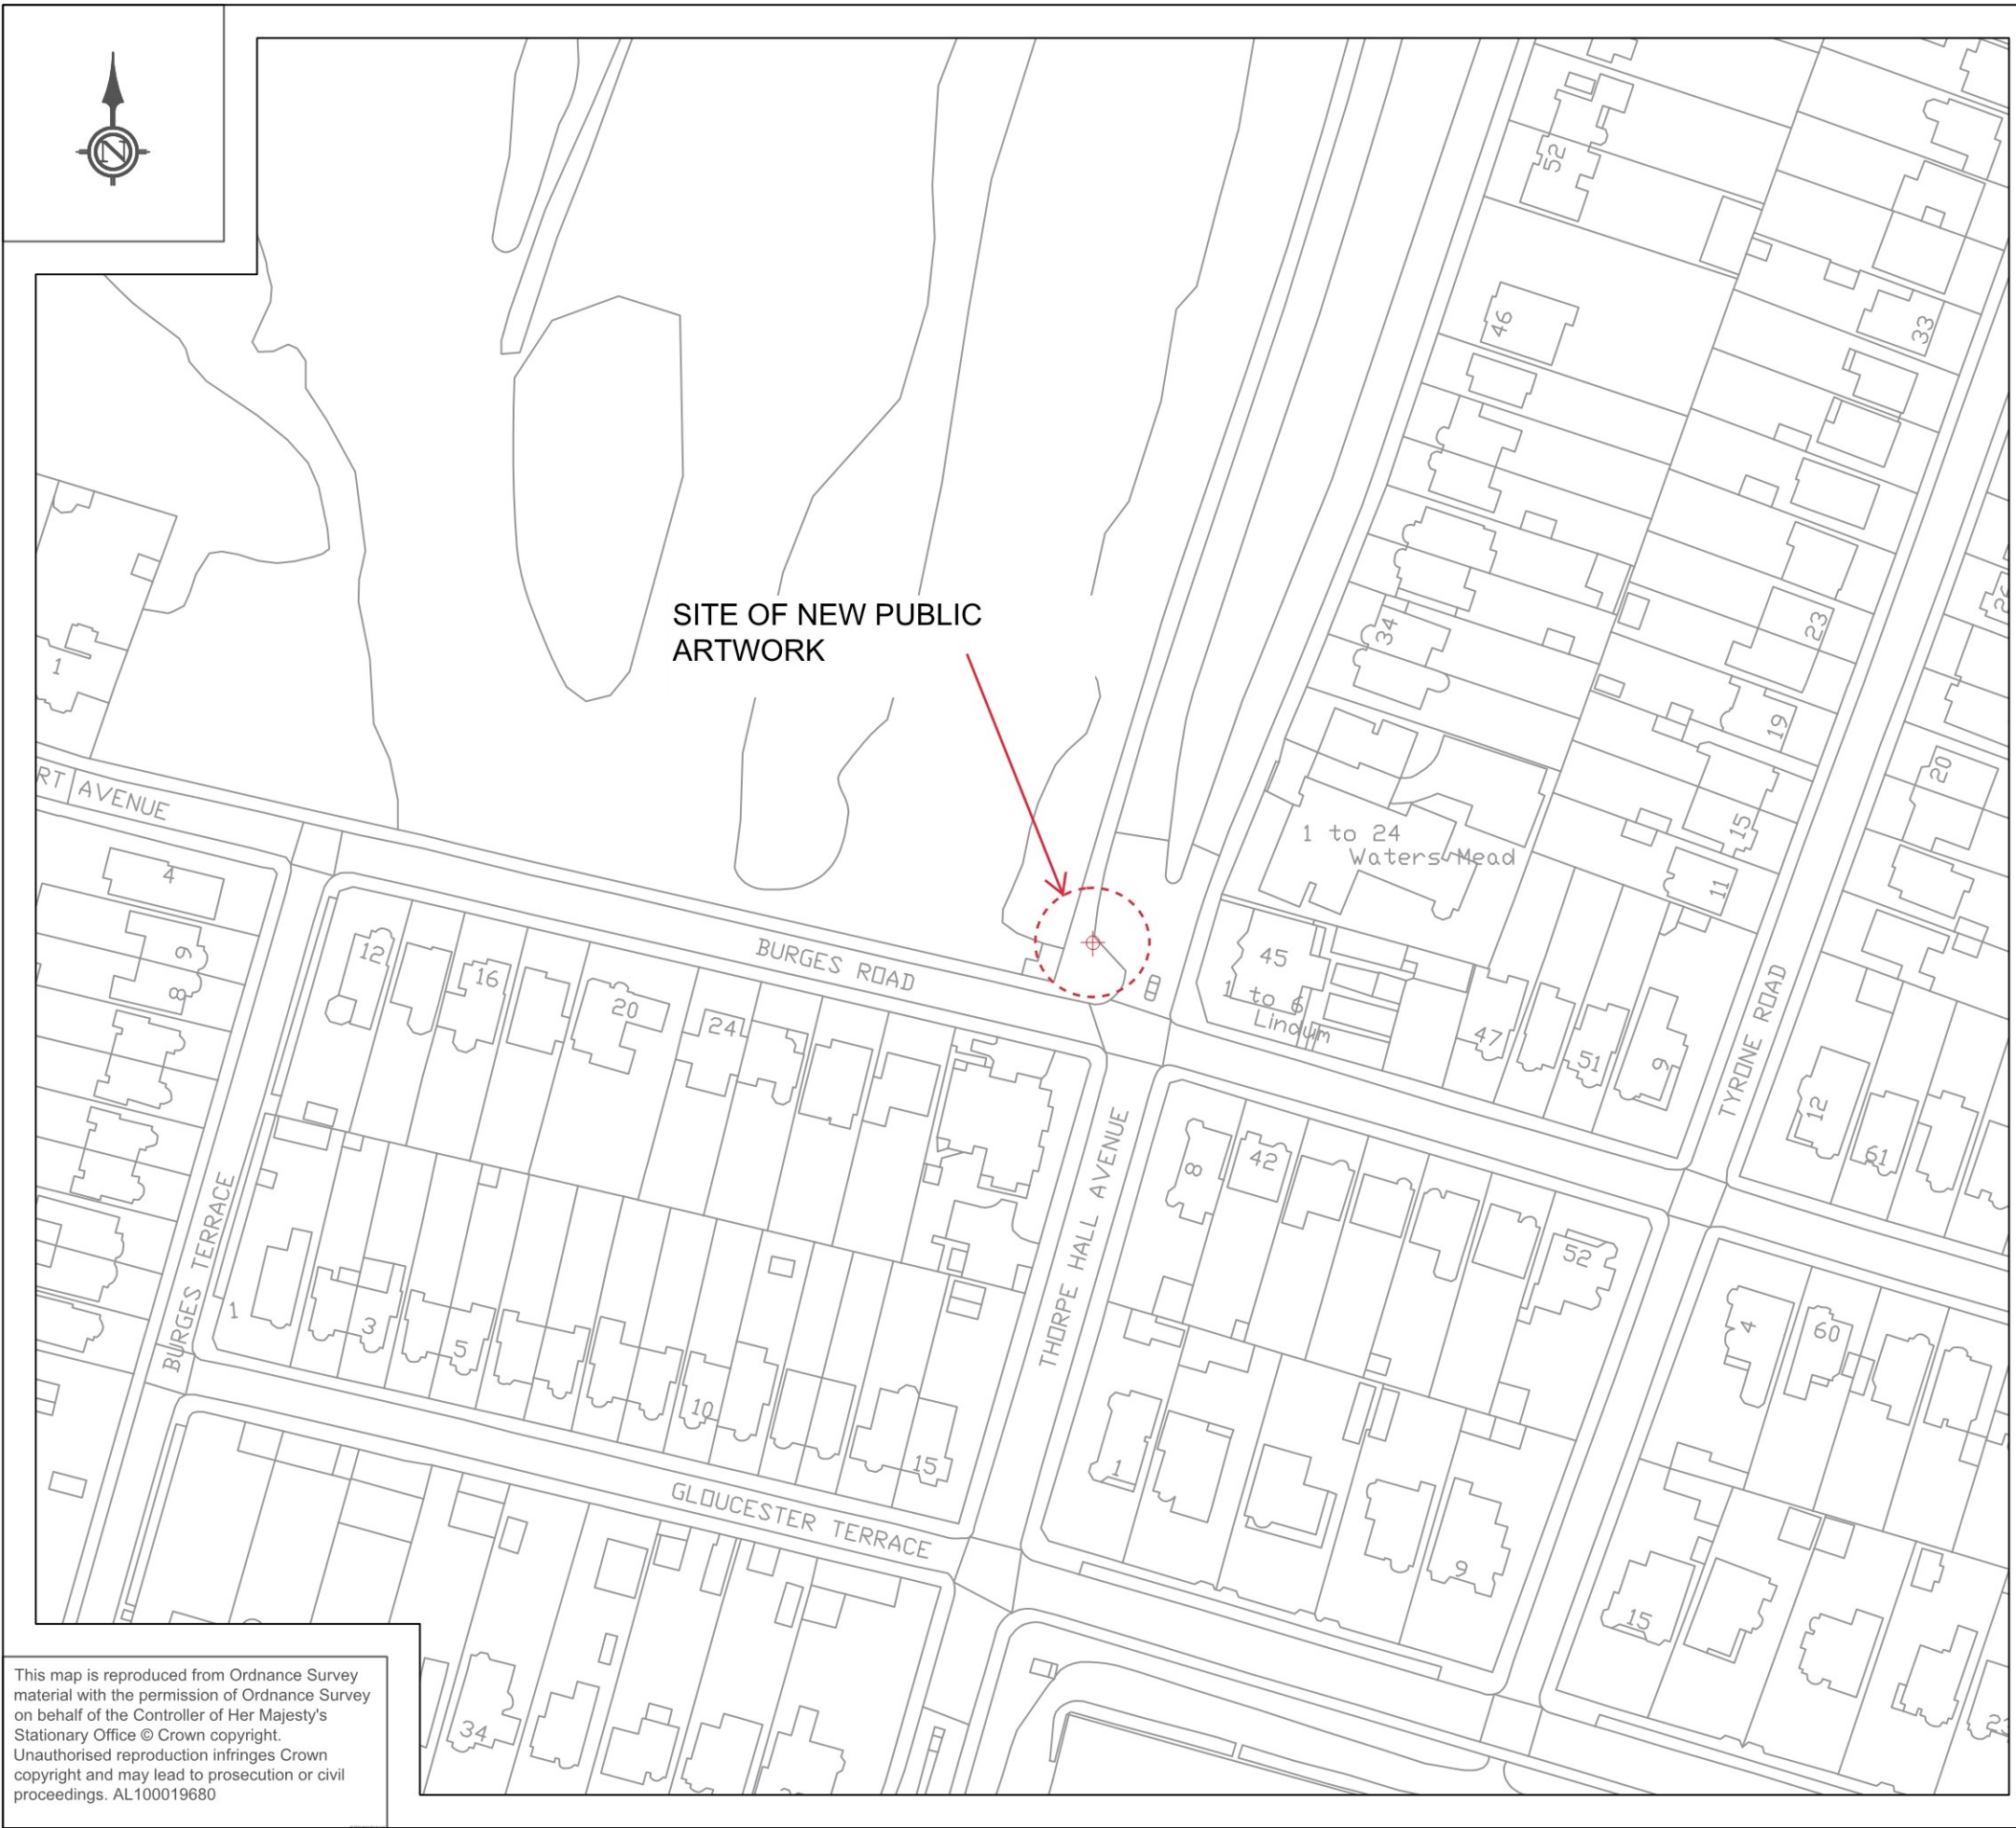 N
52
46
33
SITE OF NEW PUBLIC
ARTWORK
34
23
1
19
RT AVENUE
20
1 to 24
Waters Mead
15
4
11
BURGES ROAD
12
9
16
8
20
24
45
1 to 6
Lindum
47
51
9
TYRONE ROAD
12
61
THORPE HALL AVENUE
8
42
52
BURGES TERRACE
1
3
5
10
15
4
60
1
GLOUCESTER TERRACE
9
15
34
This map is reproduced from Ordnance Survey
material with the permission of Ordnance Survey
on behalf of the Controller of Her Majesty's
Stationary Office © Crown copyright.
Unauthorised reproduction infringes Crown
copyright and may lead to prosecution or civil
proceedings. AL100019680